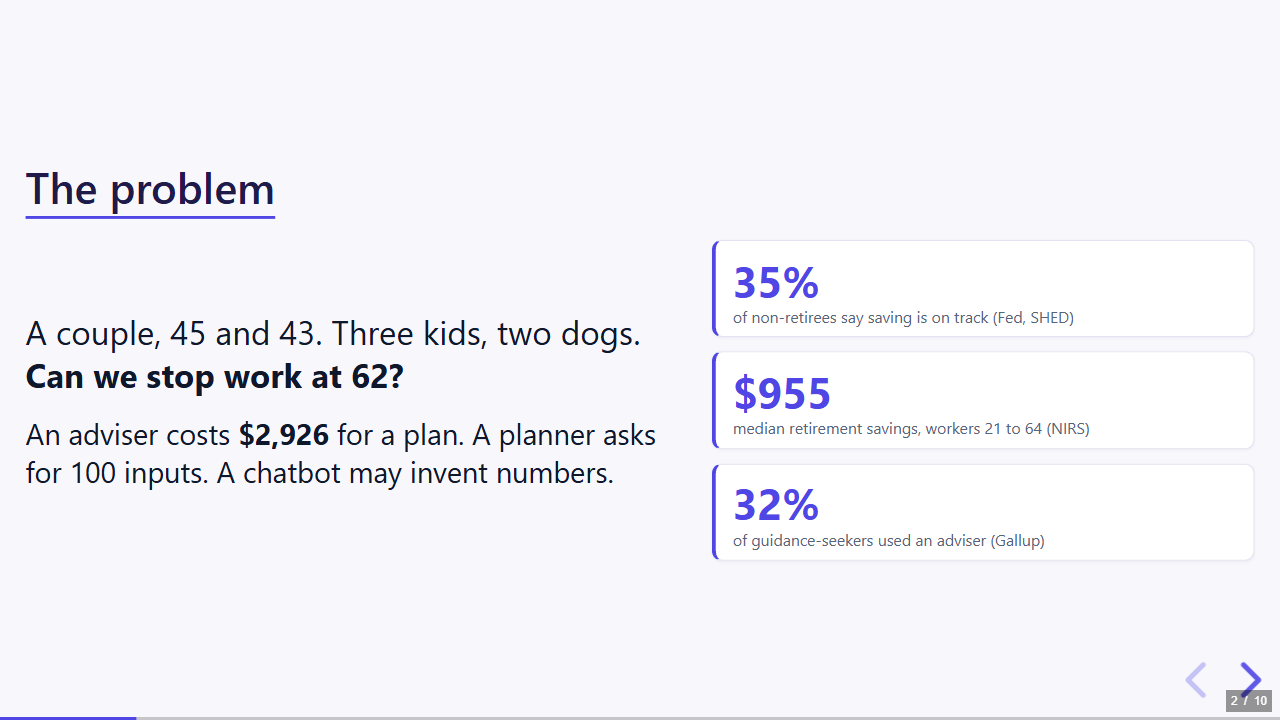 The problem
A couple, 45 and 43. Three kids, two dogs.
Can we stop work at 62?
An adviser costs $2,926 for a plan. A planner asks
for 100 inputs. A chatbot may invent numbers.
35%
of non-retirees say saving is on track (Fed, SHED)
$955
median retirement savings, workers 21 to 64 (NIRS)
32%
of guidance-seekers used an adviser (Gallup)
2 / 10